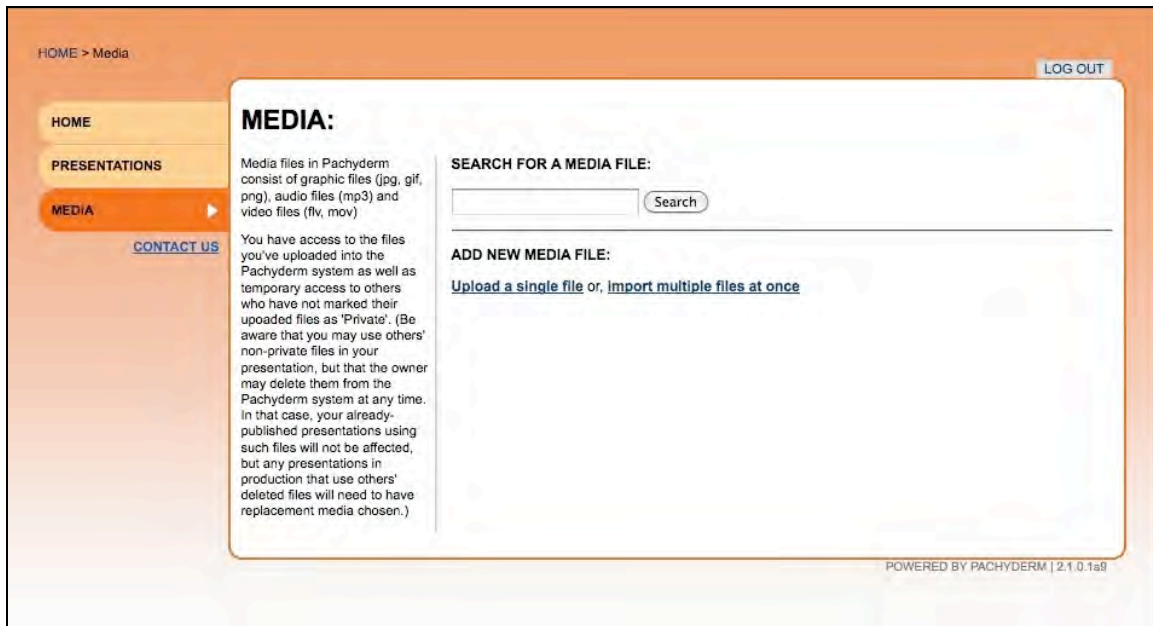 HOME > Media
LOG OUT
HOME
PRESENTATIONS
MEDIA
CONTACT US
MEDIA:
Media files in Pachyderm
consist of graphic files (jpg, gif,
png), audio files (mp3) and
video files (flv, mov)
You have access to the files
you've uploaded into the
Pachyderm system as well as
temporary access to others
who have not marked their
upoaded files as 'Private'. (Be
aware that you may use others'
non-private files in your
presentation, but that the owner
may delete them from the
Pachyderm system at any time.
In that case, your already-
published presentations using
such files will not be affected,
but any presentations in
production that use others'
deleted files will need to have
replacement media chosen.)
SEARCH FOR A MEDIA FILE:
Search
ADD NEW MEDIA FILE:
Upload a single file or, import multiple files at once
POWERED BY PACHYDERM | 2.1.0.1a9